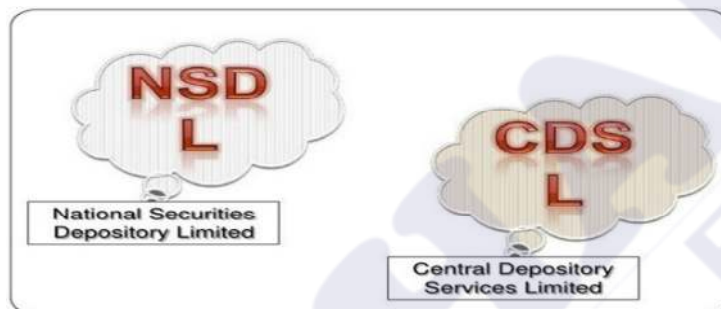 NSD
L
National Securities
Depository Limited
CDS
L
Central Depository
Services Limited